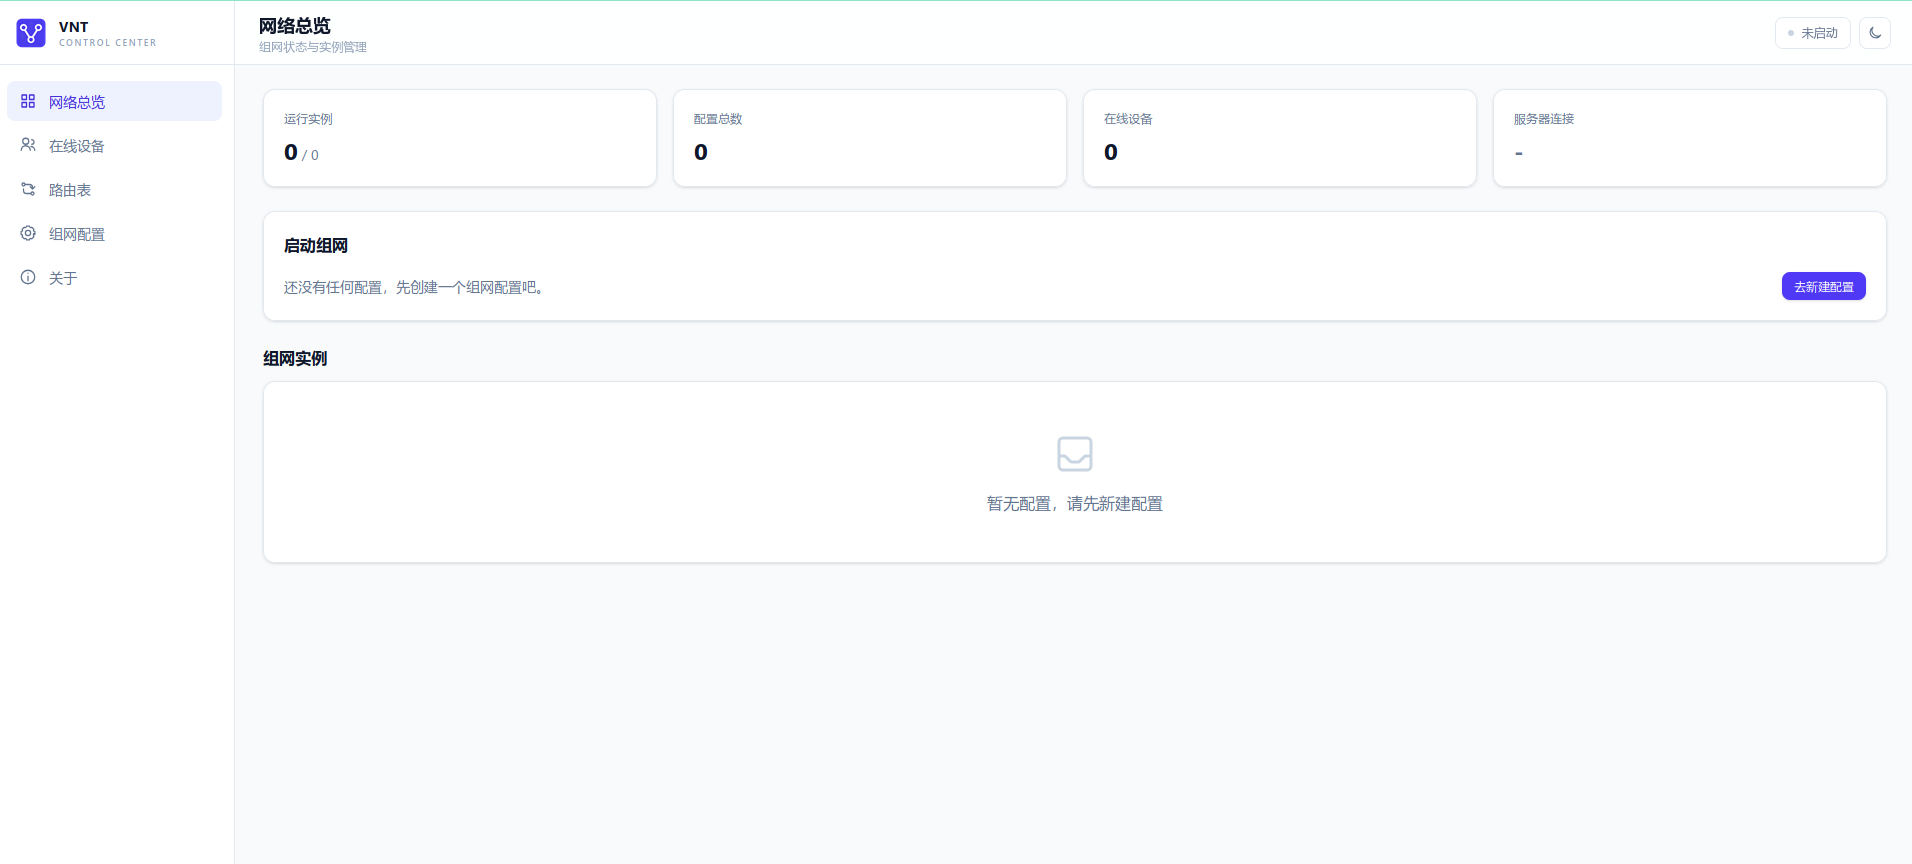 VNT
CONTROL CENTER
网络总览
在线设备
路由表
组网配置
关于
网络总览
组网状态与实例管理
未启动
运行实例
0 / 0
配置总数
0
在线设备
0
服务器连接
-
启动组网
还没有任何配置，先创建一个组网配置吧。
去新建配置
组网实例
暂无配置，请先新建配置